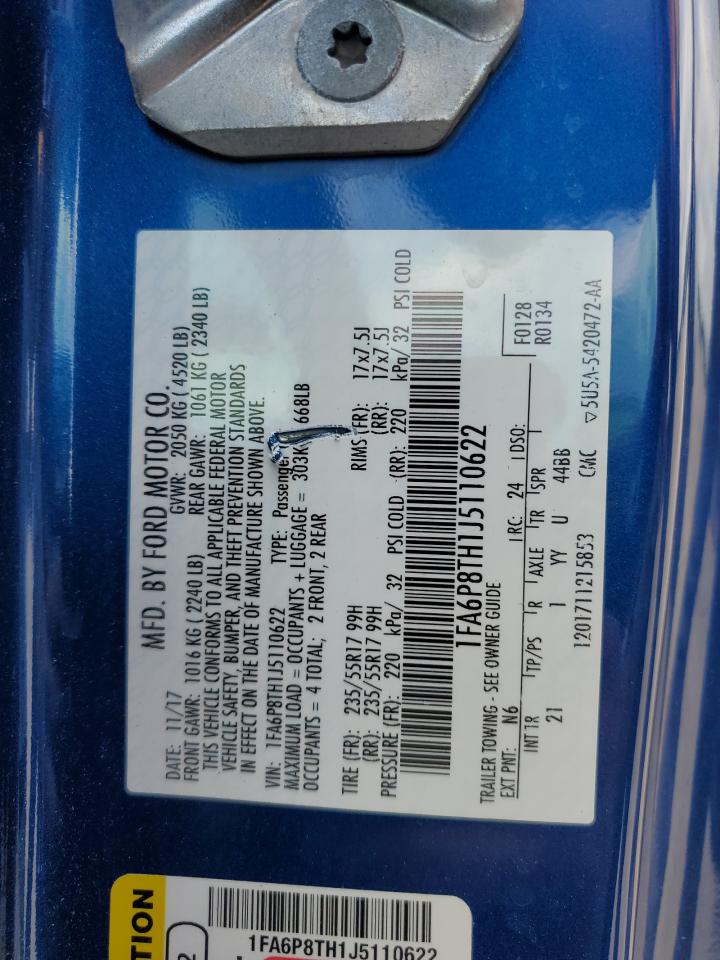 MFD. BY FORD MOTOR CO.
DATE: 11/17 GVWR: 2050 KG ( 4520 LB)
FRONT GAWR: 1016 KG ( 2240 LB) REAR GAWR: 1061 KG ( 2340 LB)
THIS VEHICLE CONFORMS TO ALL APPLICABLE FEDERAL MOTOR
VEHICLE SAFETY, BUMPER, AND THEFT PREVENTION STANDARDS
IN EFFECT ON THE DATE OF MANUFACTURE SHOWN ABOVE.
VIN: 1FA6P8TH1J5110622 TYPE: Passenger
MAXIMUM LOAD = OCCUPANTS + LUGGAGE = 303K 668LB
OCCUPANTS = 4 TOTAL; 2 FRONT, 2 REAR
TIRE (FR): 235/55R17 99H RIMS (FR): 17x7.5J
(RR): 235/55R17 99H (RR): 17x7.5J
PRESSURE (FR): 220 kPa/ 32 PSI COLD (RR): 220 kPa/ 32 PSI COLD
1FA6P8TH1J5110622
TRAILER TOWING - SEE OWNER GUIDE
EXT PNT: N6 RC: 24 DSO: F0128
R0134
INT TR TP/PS R AXLE TR SPR
21 I YY U 44BB
1201711215853 CMC ▽5U5A-5420472-AA
TION
2
1FA6P8TH1J5110622